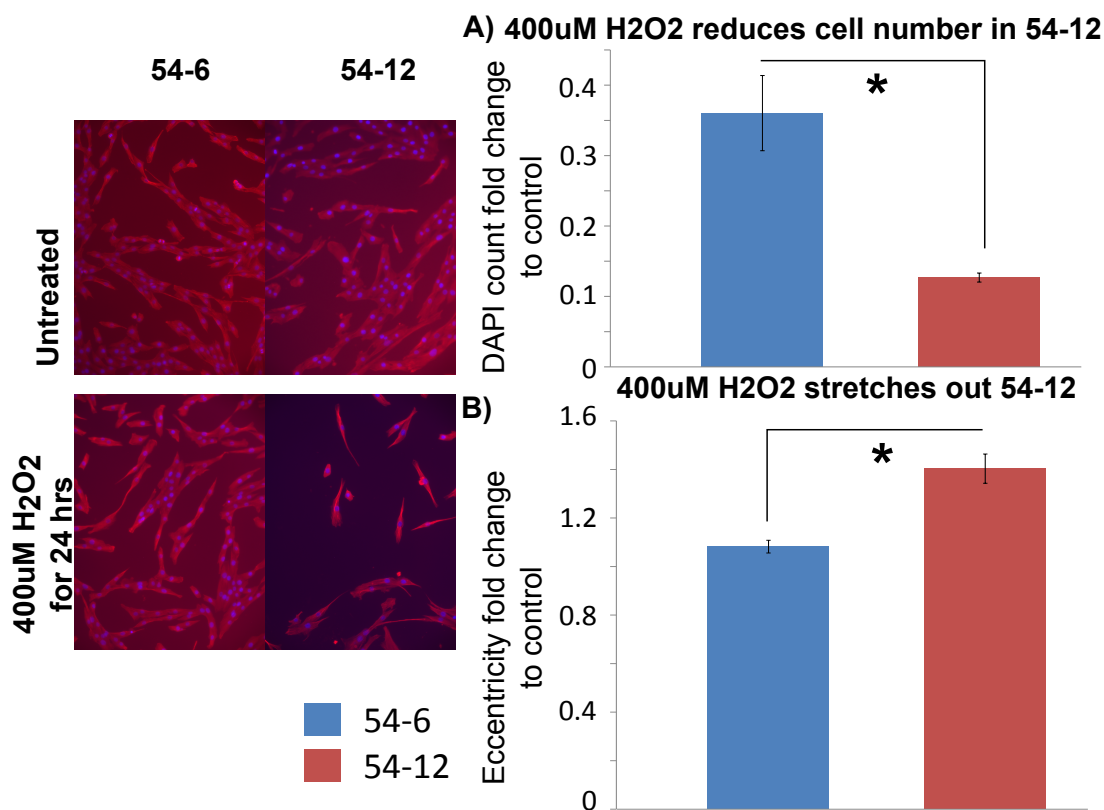 54-6
54-12
Untreated
400uM H2O2
for 24 hrs
A) 400uM H2O2 reduces cell number in 54-12
DAPI count fold change
to control
0.4
0.3
0.2
0.1
0
*
B) 400uM H2O2 stretches out 54-12
Eccentricity fold change
to control
1.6
1.2
0.8
0.4
0
*
54-6
54-12